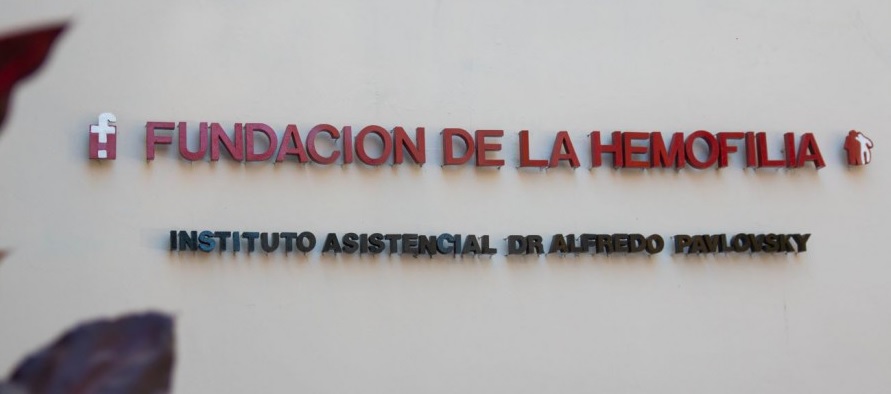 FUNDACION DE LA HEMOFILIA
INSTITUTO ASISTENCIAL DR ALFREDO PAVLOVSKY